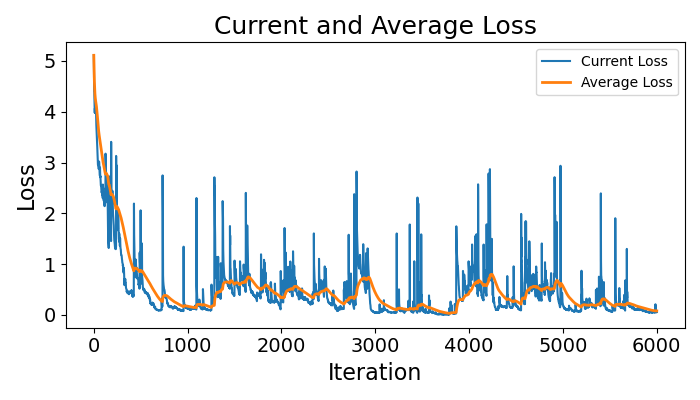 Current and Average Loss
Current Loss
Average Loss
Loss
5
4
3
2
1
0
0 1000 2000 3000 4000 5000 6000
Iteration